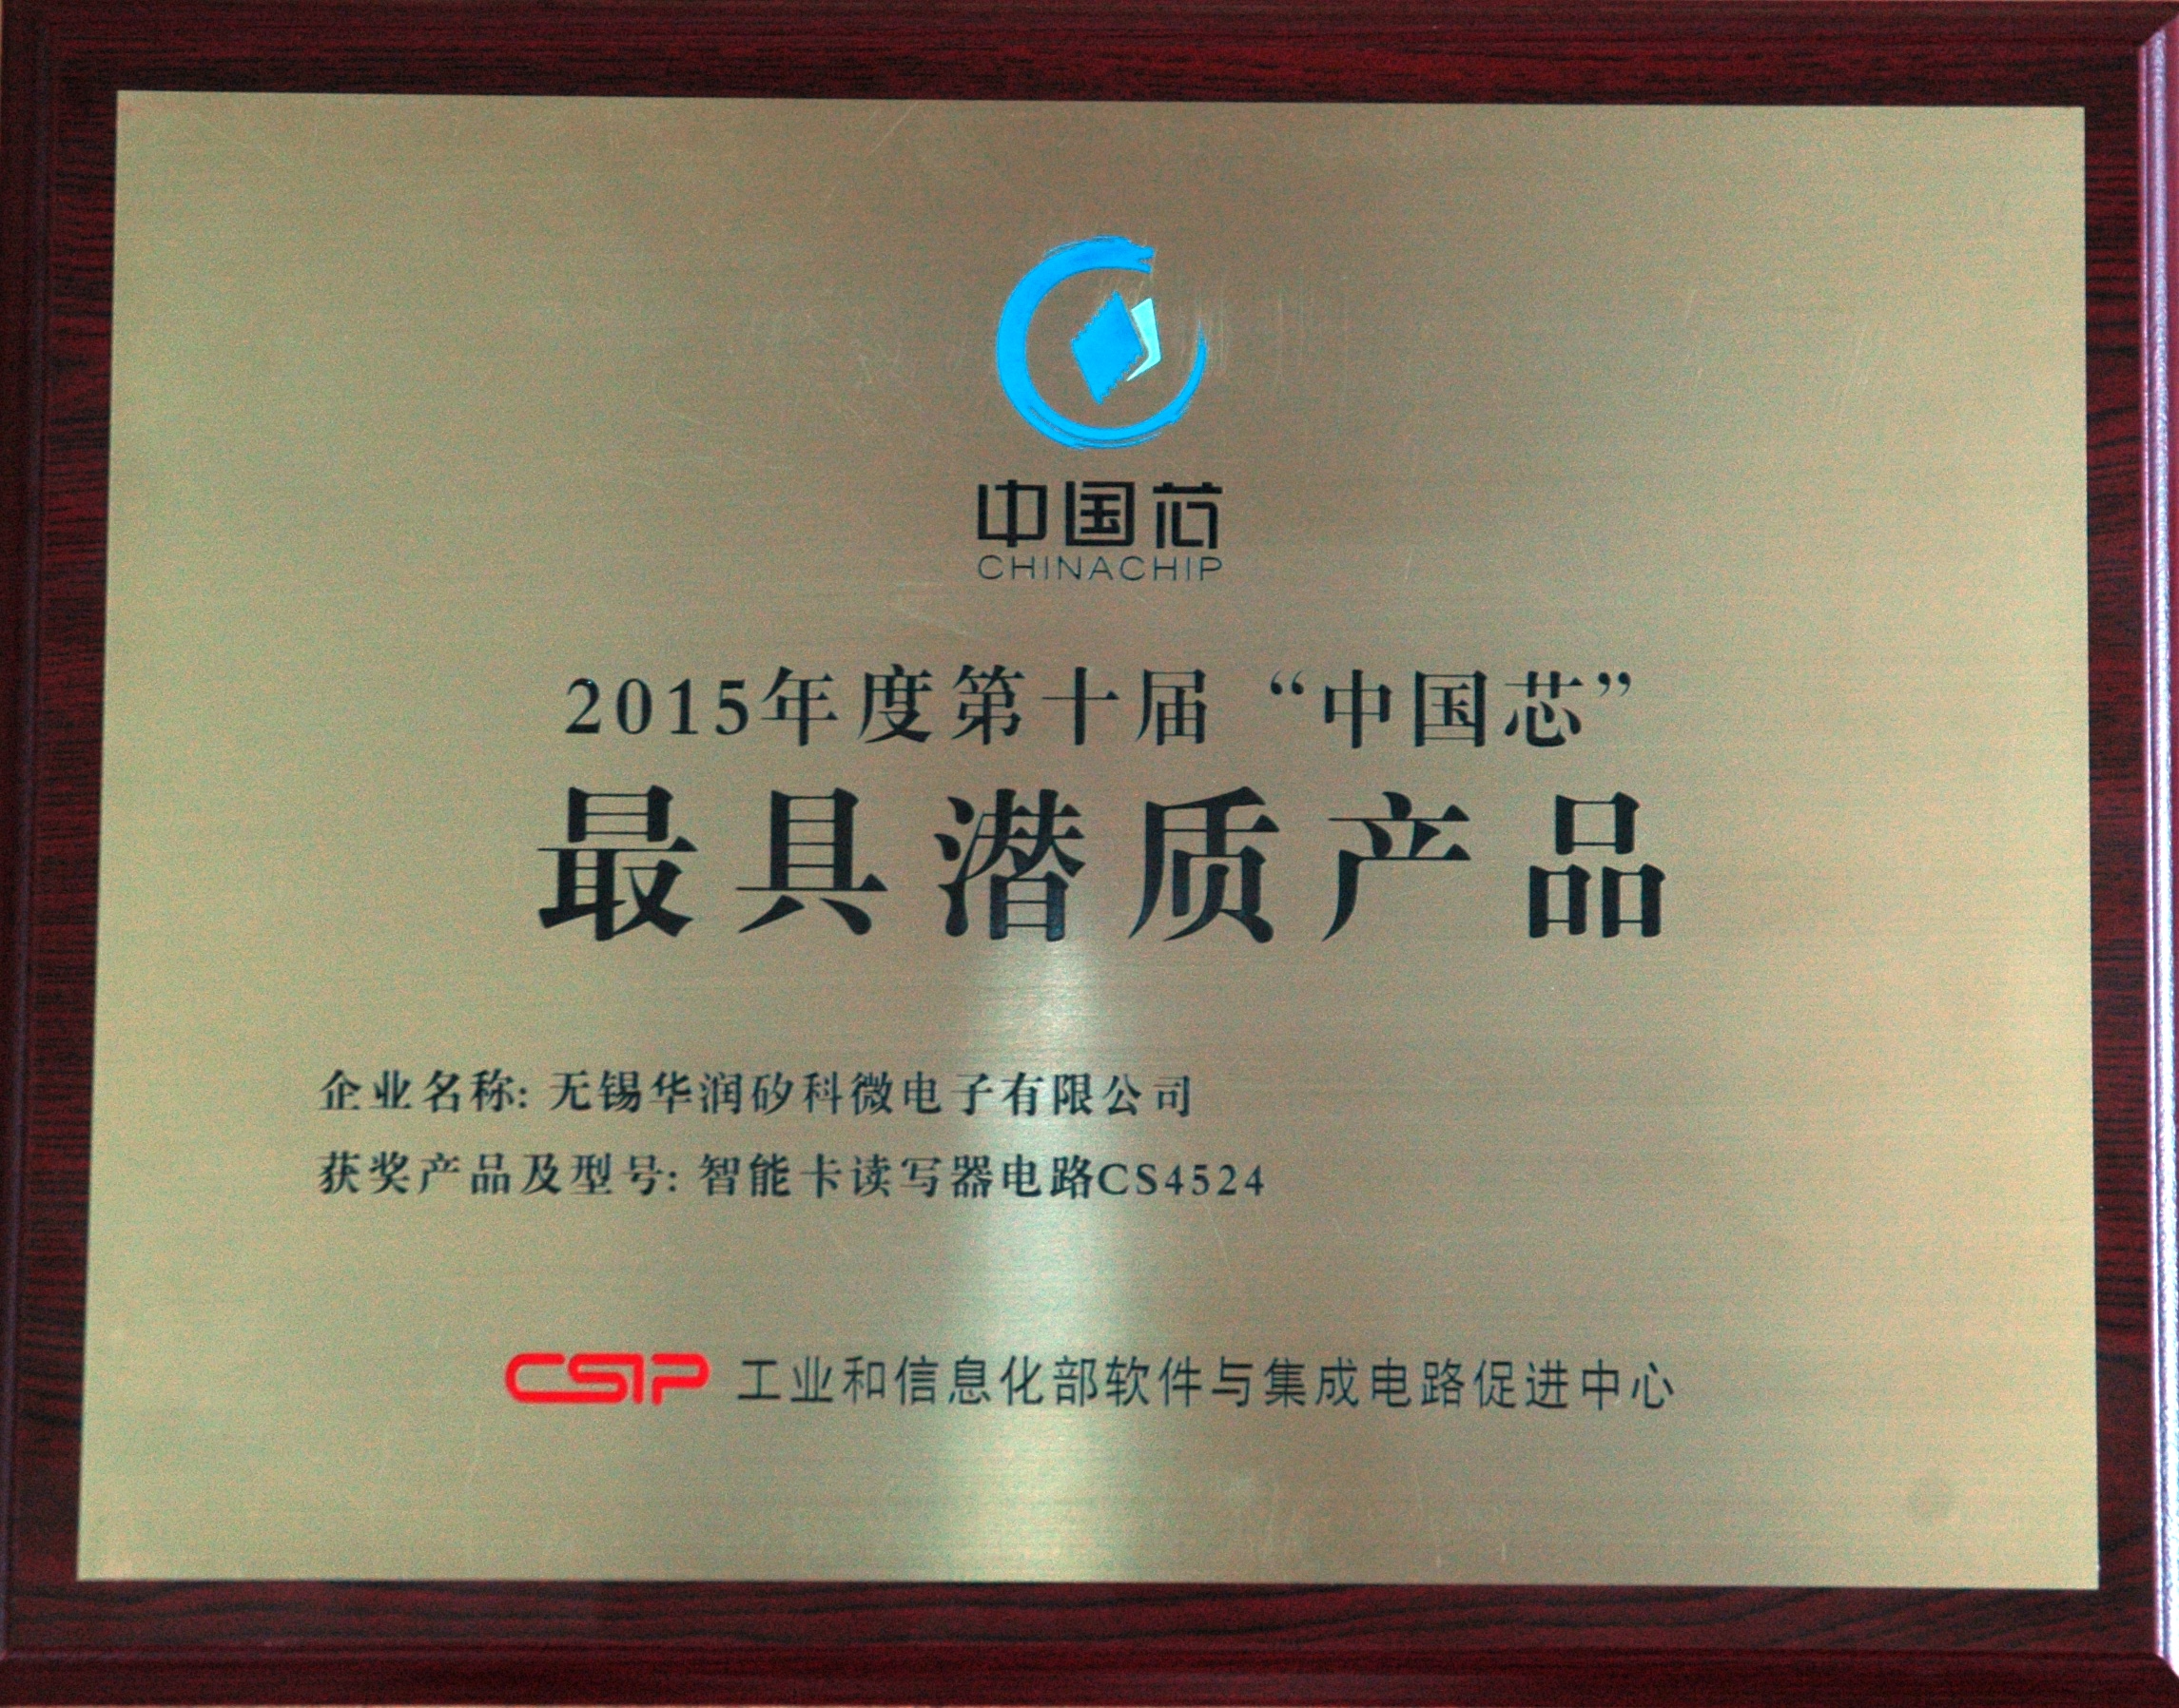 中国芯
CHINACHIP
2015年度第十届“中国芯”
最具潜质产品
企业名称: 无锡华润矽科微电子有限公司
获奖产品及型号: 智能卡读写器电路CS4524
CSIP 工业和信息化部软件与集成电路促进中心